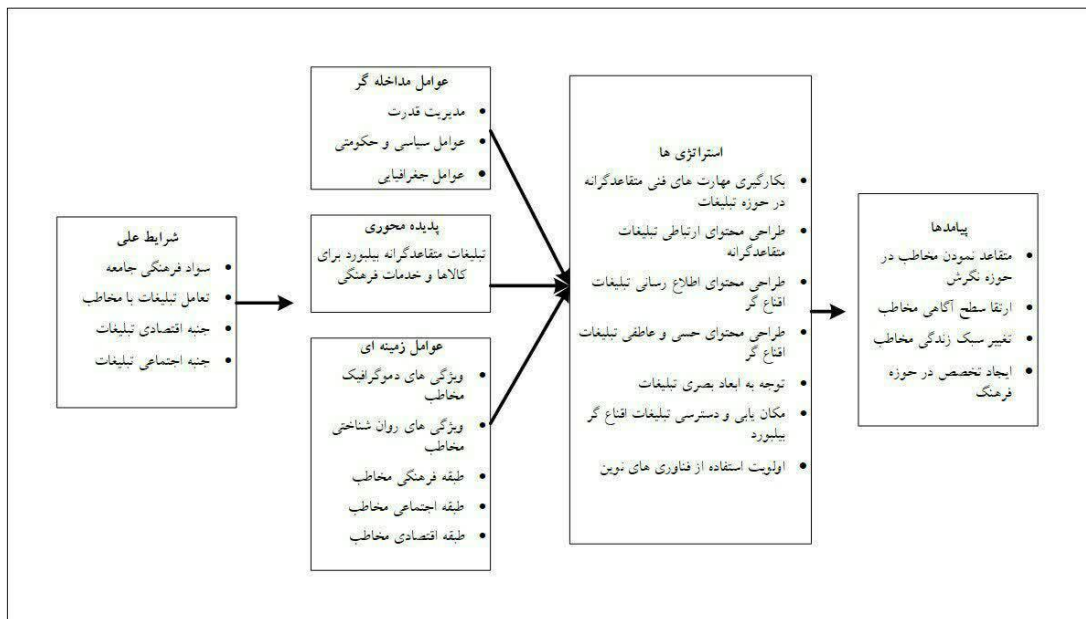 شرایط علی
سواد فرهنگی جامعه
تعامل تبلیغات با مخاطب
جنبه اقتصادی تبلیغات
جنبه اجتماعی تبلیغات
عوامل مداخله گر
مدیریت قدرت
عوامل سیاسی و حکومتی
عوامل جغرافیایی
پدیده محوری
تبلیغات متقاعدگرانه بیلبورد برای
کالاها و خدمات فرهنگی
عوامل زمینه ای
ویژگی های دموگرافیک
مخاطب
ویژگی های روان شناختی
مخاطب
طبقه فرهنگی مخاطب
طبقه اجتماعی مخاطب
طبقه اقتصادی مخاطب
استراتژی ها
بکارگیری مهارت های فنی متقاعدگرانه
در حوزه تبلیغات
طراحی محتوای ارتباطی تبلیغات
متقاعدگرانه
طراحی محتوای اطلاع رسانی تبلیغات
اقناع گر
طراحی محتوای حسی و عاطفی تبلیغات
اقناع گر
توجه به ابعاد بصری تبلیغات
مکان یابی و دسترسی تبلیغات اقناع گر
بیلبورد
اولویت استفاده از فناوری های نوین
پیامدها
متقاعد نمودن مخاطب در
حوزه نگرش
ارتقا سطح آگاهی مخاطب
تغییر سبک زندگی مخاطب
ایجاد تخصص در حوزه
فرهنگ